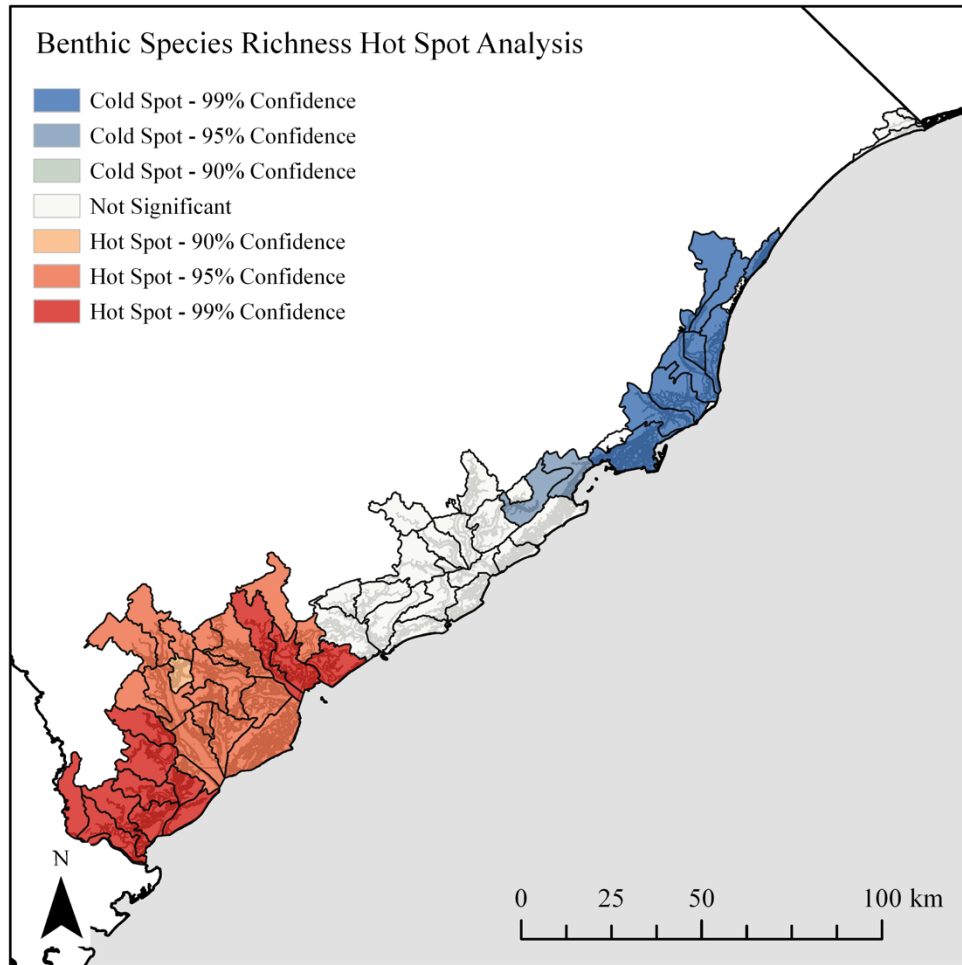 Benthic Species Richness Hot Spot Analysis
Cold Spot - 99% Confidence
Cold Spot - 95% Confidence
Cold Spot - 90% Confidence
Not Significant
Hot Spot - 90% Confidence
Hot Spot - 95% Confidence
Hot Spot - 99% Confidence
N
0 25 50 100 km